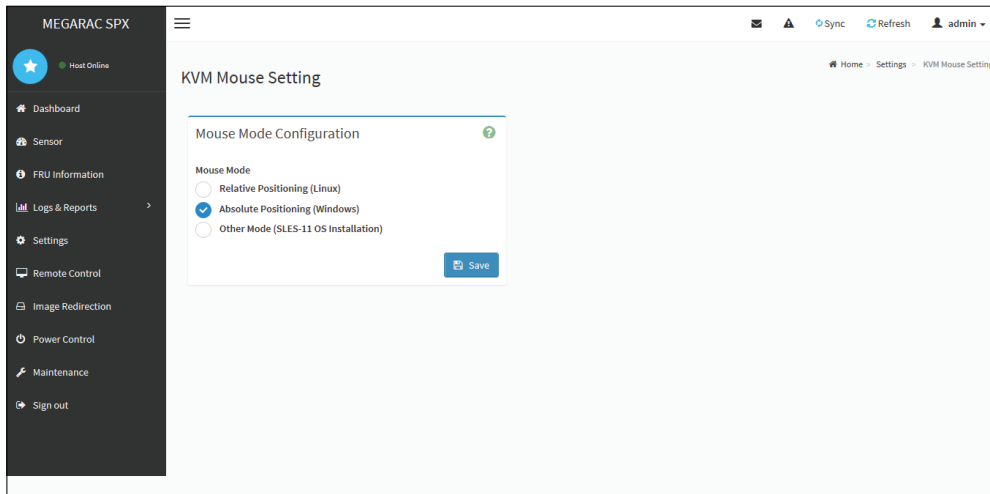 MEGARAC SPX
Sync
Refresh
admin
Host Online
Home > Settings > KVM Mouse Setting
KVM Mouse Setting
Dashboard
Sensor
FRU Information
Logs & Reports >
Settings
Remote Control
Image Redirection
Power Control
Maintenance
Sign out
Mouse Mode Configuration
?
Mouse Mode
Relative Positioning (Linux)
Absolute Positioning (Windows)
Other Mode (SLES-11 OS Installation)
Save